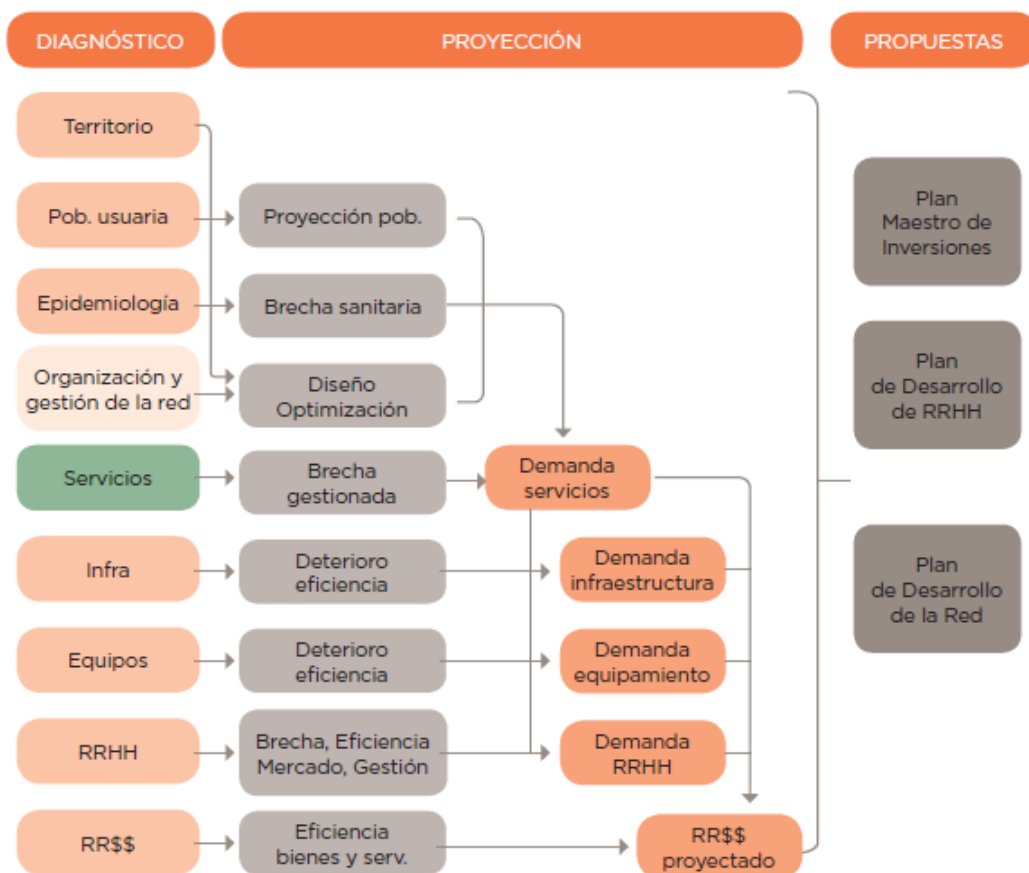 DIAGNÓSTICO
PROYECCIÓN
PROPUESTAS
Territorio
Pob. usuaria
Proyección pob.
Epidemiología
Brecha sanitaria
Organización y
gestión de la red
Diseño
Optimización
Servicios
Brecha
gestionada
Demanda
servicios
Infra
Deterioro
eficiencia
Demanda
infraestructura
Equipos
Deterioro
eficiencia
Demanda
equipamiento
RRHH
Brecha, Eficiencia
Mercado, Gestión
Demanda
RRHH
RR$$
Eficiencia
bienes y serv.
RR$$
proyectado
Plan
Maestro de
Inversiones
Plan
de Desarrollo
de RRHH
Plan
de Desarrollo
de la Red